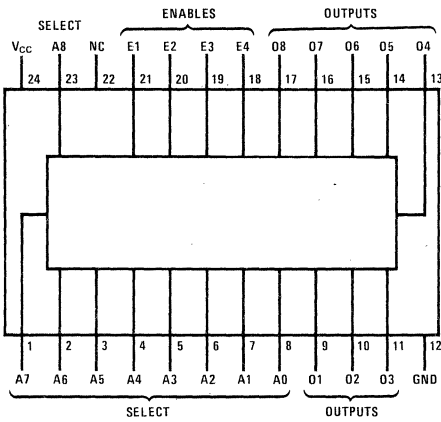 SELECT ENABLES OUTPUTS
VCC A8 NC E1 E2 E3 E4 O8 O7 O6 O5 O4
24 23 22 21 20 19 18 17 16 15 14 13
1 2 3 4 5 6 7 8 9 10 11 12
A7 A6 A5 A4 A3 A2 A1 A0 O1 O2 O3 GND
SELECT OUTPUTS